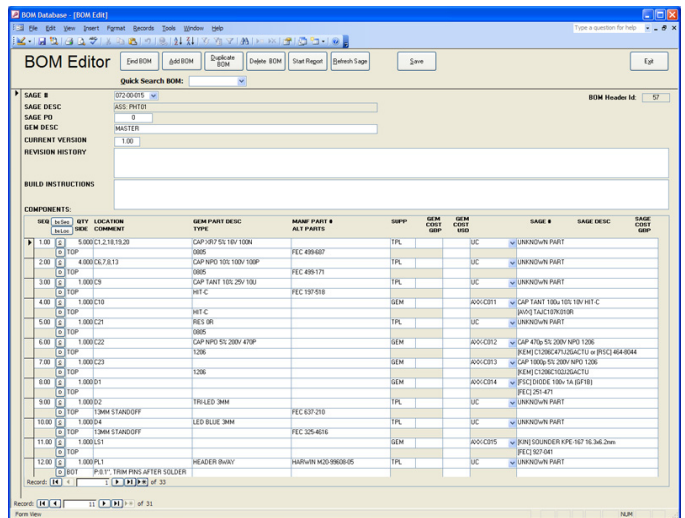 BOM Database - [BOM Edit]
File Edit View Insert Format Records Tools Window Help Type a question for help
BOM Editor Find BOM Add BOM Duplicate BOM Delete BOM Start Report Refresh Sage Save Exit
Quick Search BOM:
SAGE # 072-00-015 BOM Header Id: 57
SAGE DESC ASS: PHT01
SAGE PO 0
GEM DESC MASTER
CURRENT VERSION 1.00
REVISION HISTORY
BUILD INSTRUCTIONS
COMPONENTS:
SEQ by Seq QTY LOCATION GEM PART DESC MANF PART # SUPP GEM COST GBP GEM COST USD SAGE # SAGE DESC SAGE COST GBP
by Loc SIDE COMMENT TYPE ALT PARTS
1.00 C 5.000 C1,2,18,19,20 CAP X7R 5% 16V 100N TPL UC UNKNOWN PART
D TOP 0805 FEC 499-687
2.00 C 4.000 C6,7,8,13 CAP NPO 10% 100V 100P TPL UC UNKNOWN PART
D TOP 0805 FEC 499-171
3.00 C 1.000 C9 CAP TANT 10% 25V 10U TPL UC UNKNOWN PART
D TOP HIT-C FEC 197-518
4.00 C 1.000 C10 GEM C011 CAP TANT 100u 10% 10V HIT-C
D TOP HIT-C [AVX] TAJC107K010R
5.00 C 1.000 C21 RES 0R TPL UC UNKNOWN PART
D TOP 0805
6.00 C 1.000 C22 CAP NPO 5% 200V 470P GEM C012 CAP 470p 5% 200V NPO 1206
D TOP 1206 [KEM] C1206C471J2GACTU or [RSC] 464-8044
7.00 C 1.000 C23 GEM C013 CAP 1000p 5% 200V NPO 1206
D TOP 1206 [KEM] C1206C102J2GACTU
8.00 C 1.000 D1 GEM C014 [FSC] DIODE 100v 1A (GF1B)
D TOP [FEC] 251-471
9.00 C 1.000 D2 TRI-LED 3MM TPL UC UNKNOWN PART
D TOP 13MM STANDOFF FEC 637-210
10.00 C 1.000 D4 LED BLUE 3MM TPL UC UNKNOWN PART
D TOP 13MM STANDOFF FEC 325-4616
11.00 C 1.000 LS1 GEM C015 [KIN] SOUNDER KPE-167 16.3x6.2mm
D TOP [FEC] 927-041
12.00 C 1.000 PL1 HEADER 8WAY HARWIN M20-99608-05 TPL UC UNKNOWN PART
D BOT P:0.1", TRIM PINS AFTER SOLDER
Record: 1 of 33
Record: 11 of 31
Form View NUM